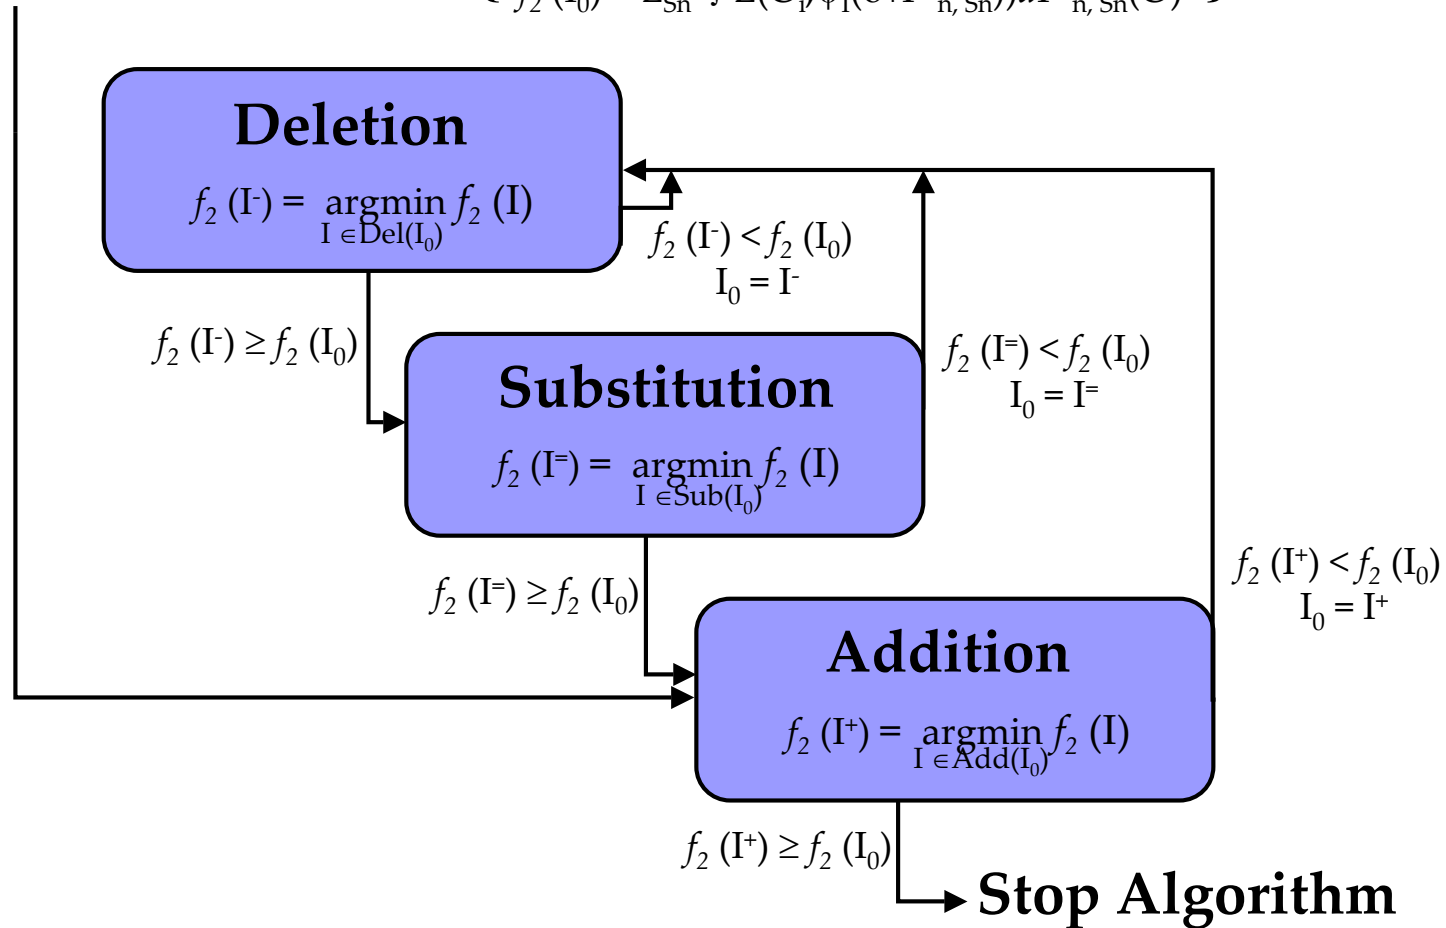 Deletion
f₂ (I⁻) = argmin f₂ (I)
I ∈Del(I₀)
f₂ (I⁻) < f₂ (I₀)
I₀ = I⁻
f₂ (I⁻) ≥ f₂ (I₀)
Substitution
f₂ (I⁼) = argmin f₂ (I)
I ∈Sub(I₀)
f₂ (I⁼) < f₂ (I₀)
I₀ = I⁼
f₂ (I⁼) ≥ f₂ (I₀)
Addition
f₂ (I⁺) = argmin f₂ (I)
I ∈Add(I₀)
f₂ (I⁺) < f₂ (I₀)
I₀ = I⁺
f₂ (I⁺) ≥ f₂ (I₀)
Stop Algorithm